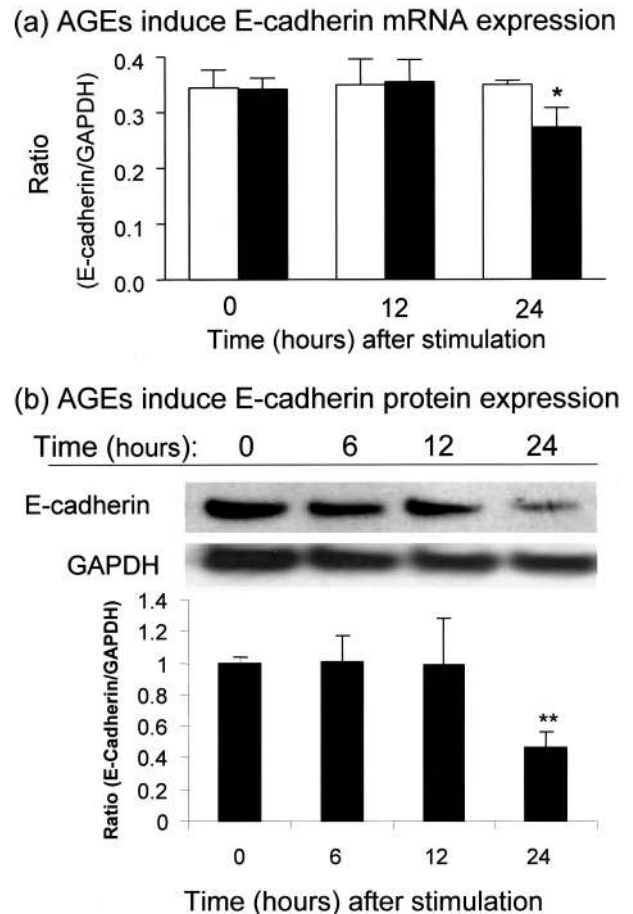 (a) AGEs induce E-cadherin mRNA expression
Ratio
(E-cadherin/GAPDH)
0.4
0.3
0.2
0.1
0.0
*
0 12 24
Time (hours) after stimulation
(b) AGEs induce E-cadherin protein expression
Time (hours): 0 6 12 24
E-cadherin
GAPDH
Ratio (E-Cadherin/GAPDH)
1.4
1.2
1
0.8
0.6
0.4
0.2
0
**
0 6 12 24
Time (hours) after stimulation